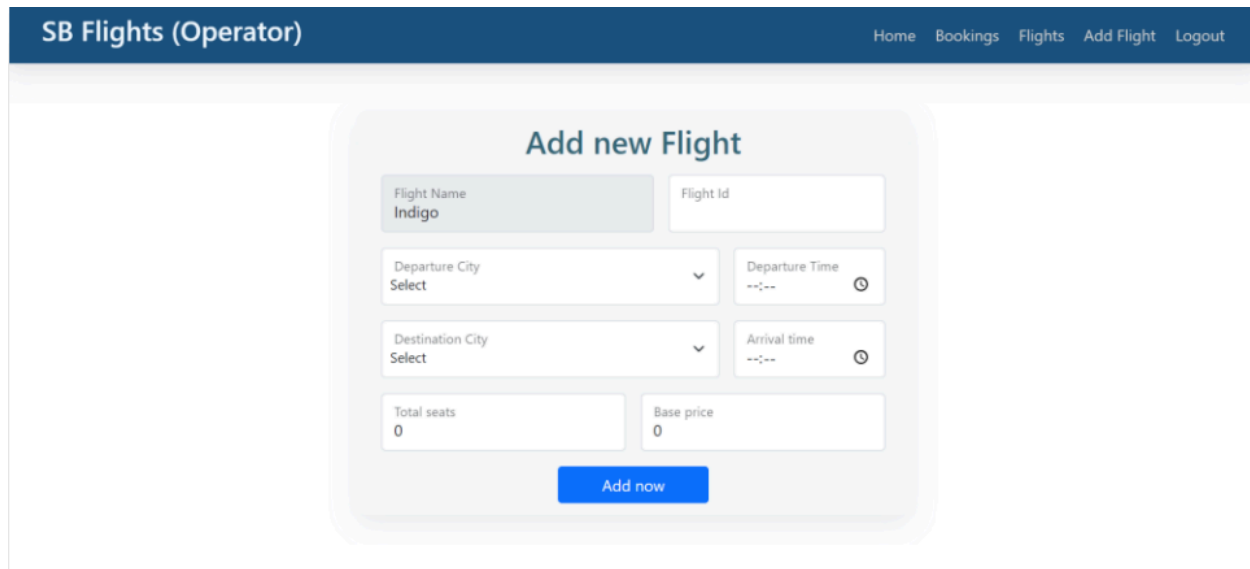 SB Flights (Operator)
Home Bookings Flights Add Flight Logout
Add new Flight
Flight Name
Indigo
Flight Id
Departure City
Select
Departure Time
--:--
Destination City
Select
Arrival time
--:--
Total seats
0
Base price
0
Add now